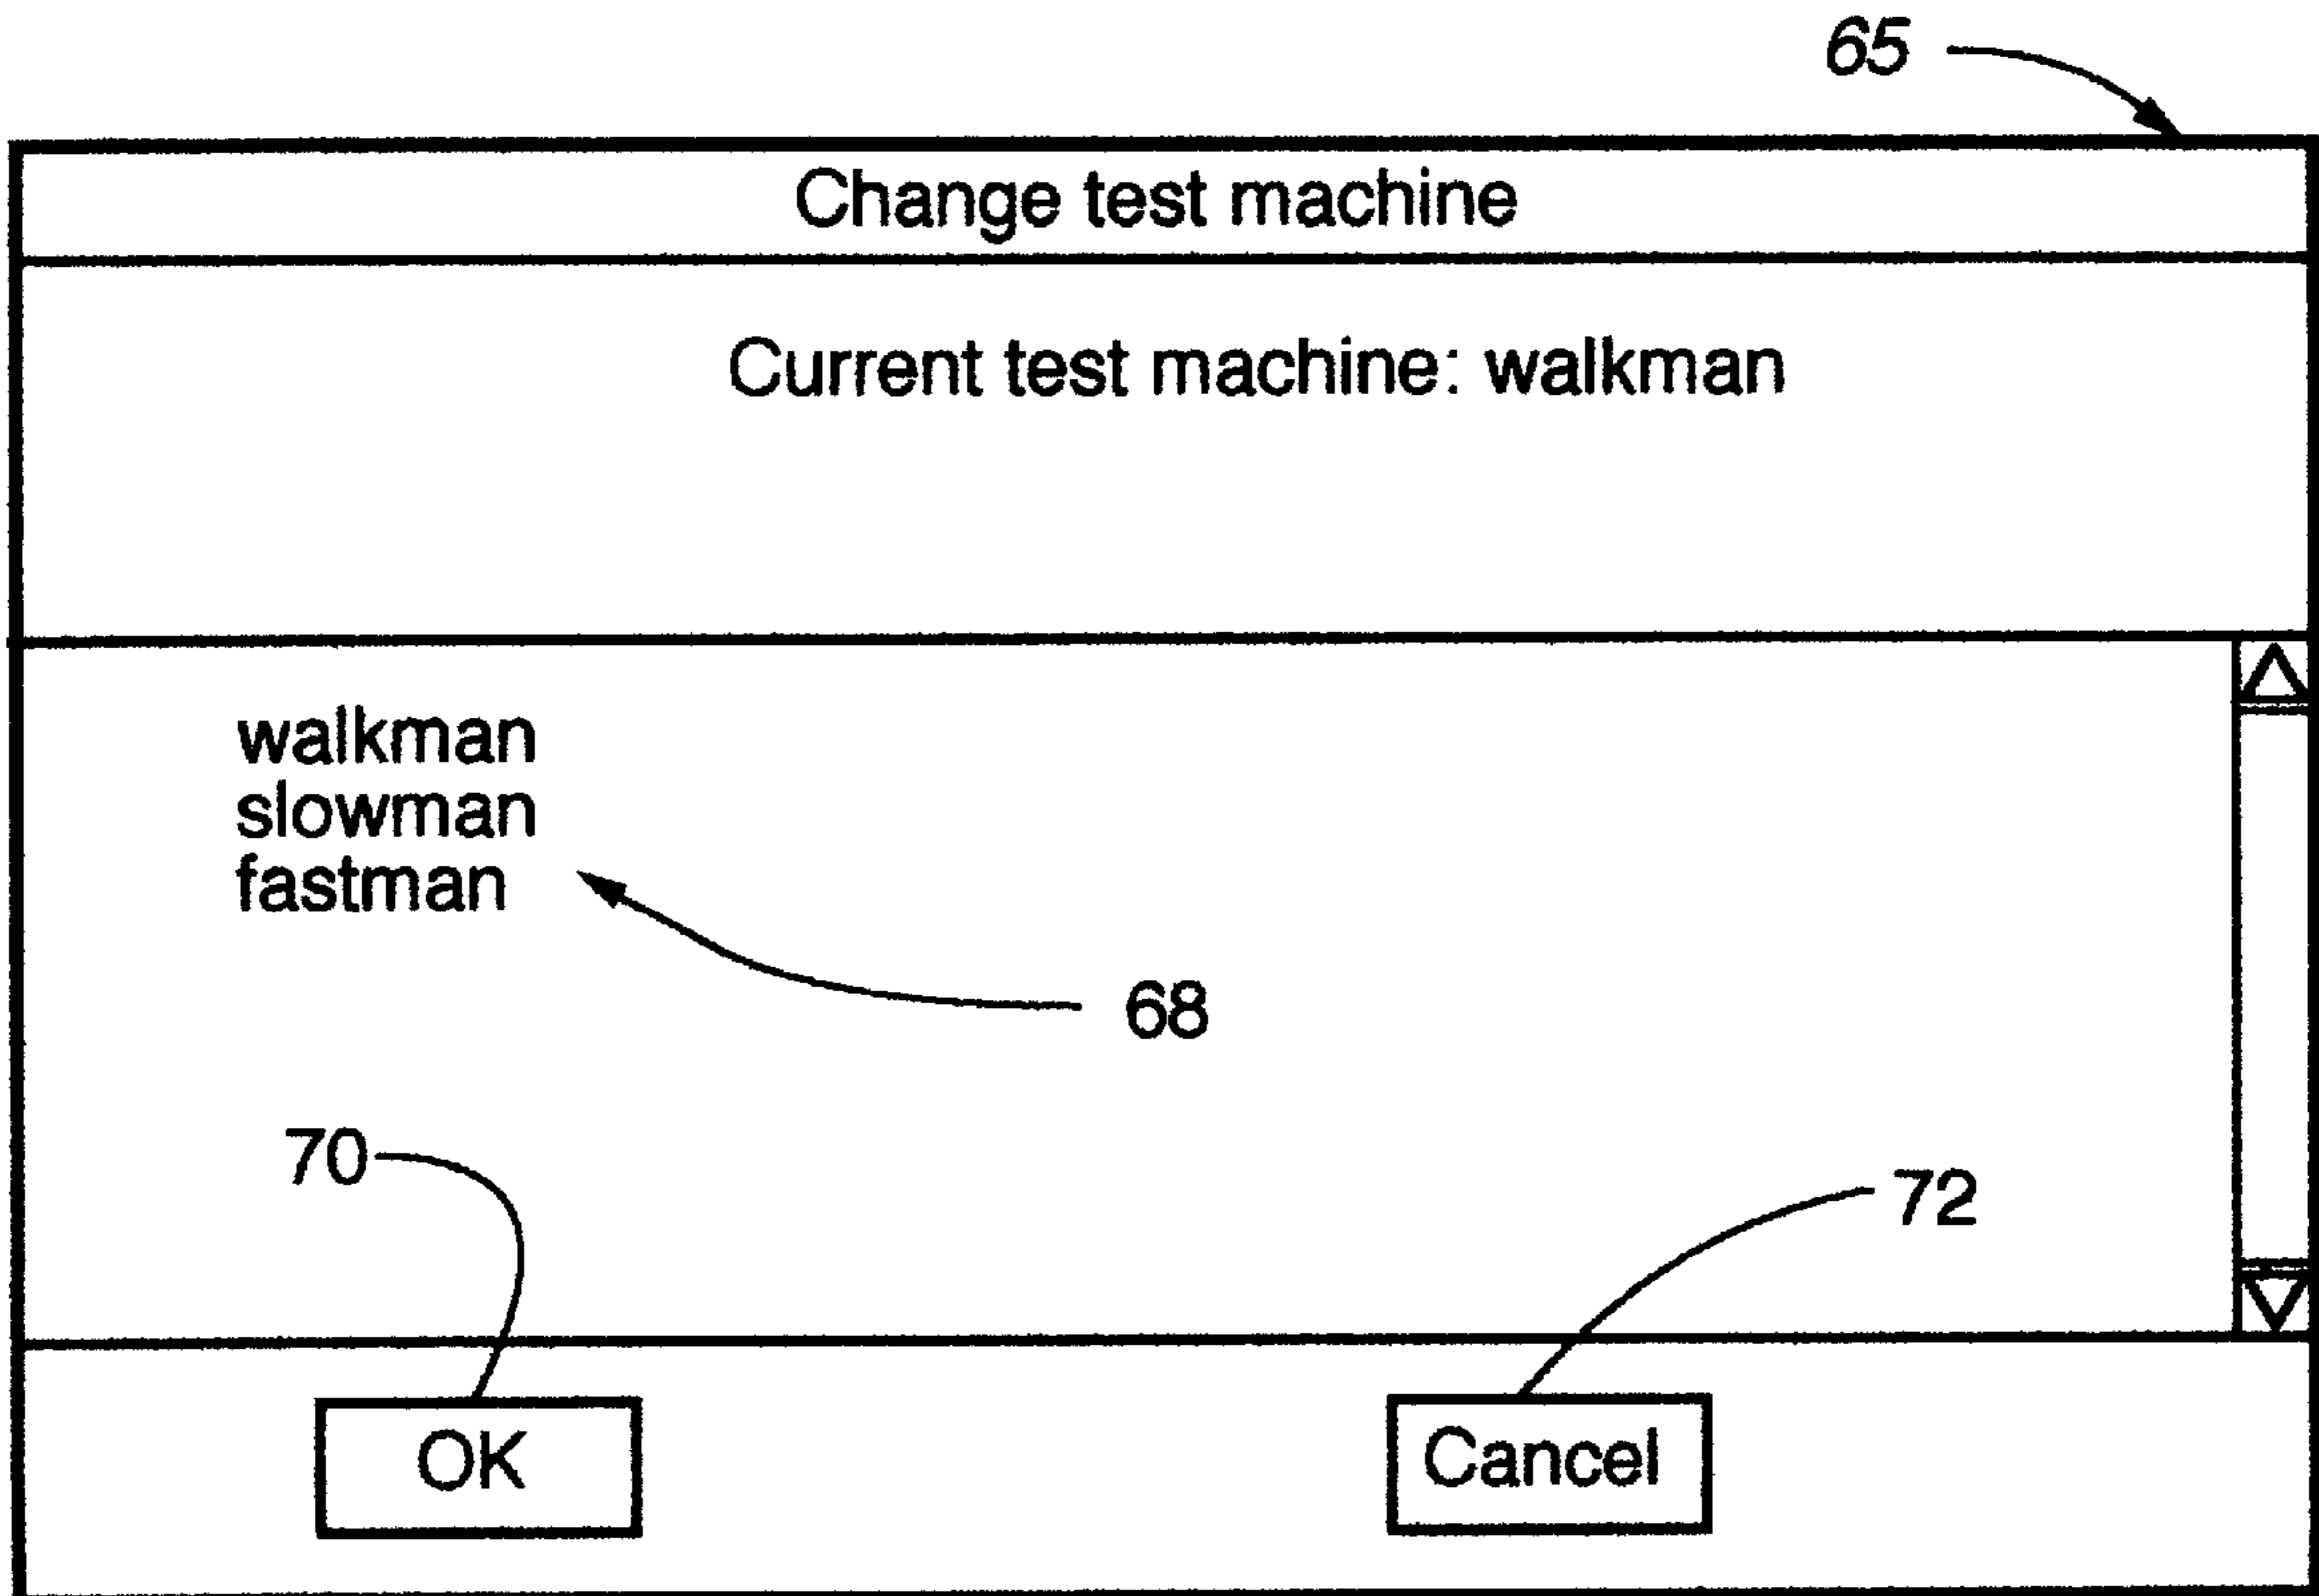 65
Change test machine
Current test machine: walkman
walkman
slowman
fastman
68
70
72
OK
Cancel